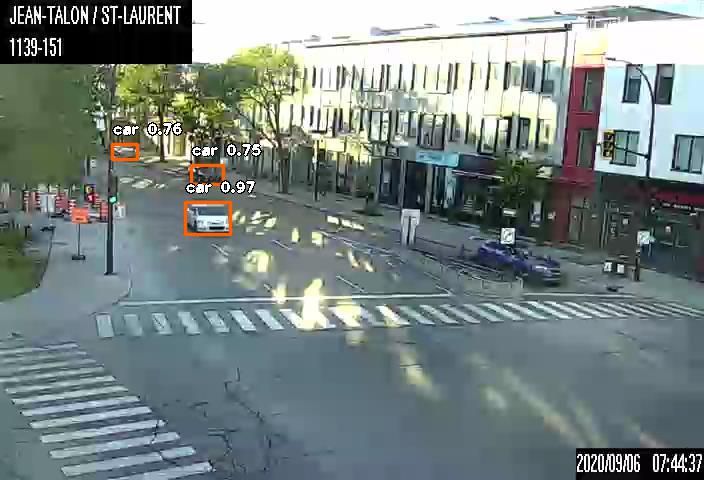 JEAN-TALON / ST-LAURENT
1139-151
car 0.76
car 0.75
car 0.97
2020/09/06 07:44:37